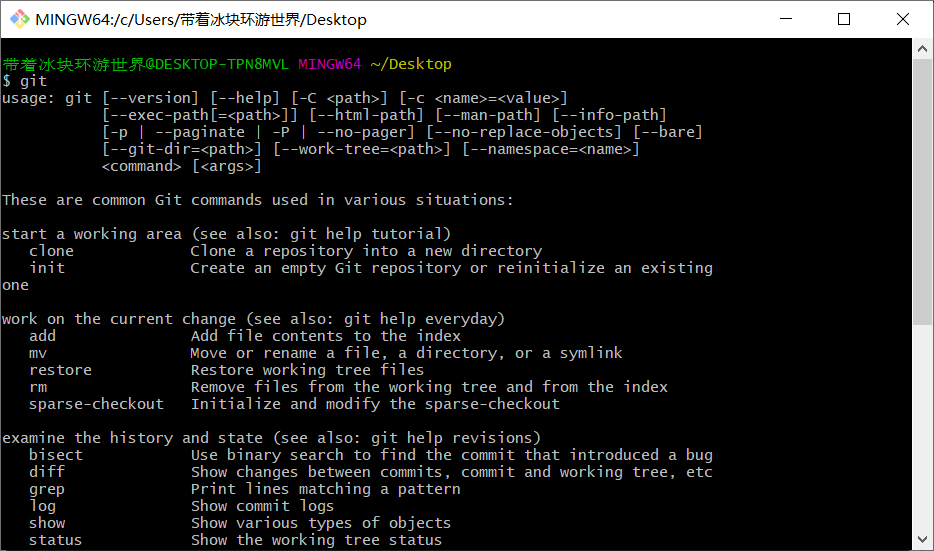 MINGW64:/c/Users/带着冰块环游世界/Desktop
带着冰块环游世界@DESKTOP-TPN8MVL MINGW64 ~/Desktop
$ git
usage: git [--version] [--help] [-C <path>] [-c <name>=<value>]
           [--exec-path[=<path>]] [--html-path] [--man-path] [--info-path]
           [-p | --paginate | -P | --no-pager] [--no-replace-objects] [--bare]
           [--git-dir=<path>] [--work-tree=<path>] [--namespace=<name>]
           <command> [<args>]
These are common Git commands used in various situations:
start a working area (see also: git help tutorial)
   clone             Clone a repository into a new directory
   init              Create an empty Git repository or reinitialize an existing
one
work on the current change (see also: git help everyday)
   add               Add file contents to the index
   mv                Move or rename a file, a directory, or a symlink
   restore           Restore working tree files
   rm                Remove files from the working tree and from the index
   sparse-checkout   Initialize and modify the sparse-checkout
examine the history and state (see also: git help revisions)
   bisect            Use binary search to find the commit that introduced a bug
   diff              Show changes between commits, commit and working tree, etc
   grep              Print lines matching a pattern
   log               Show commit logs
   show              Show various types of objects
   status            Show the working tree status